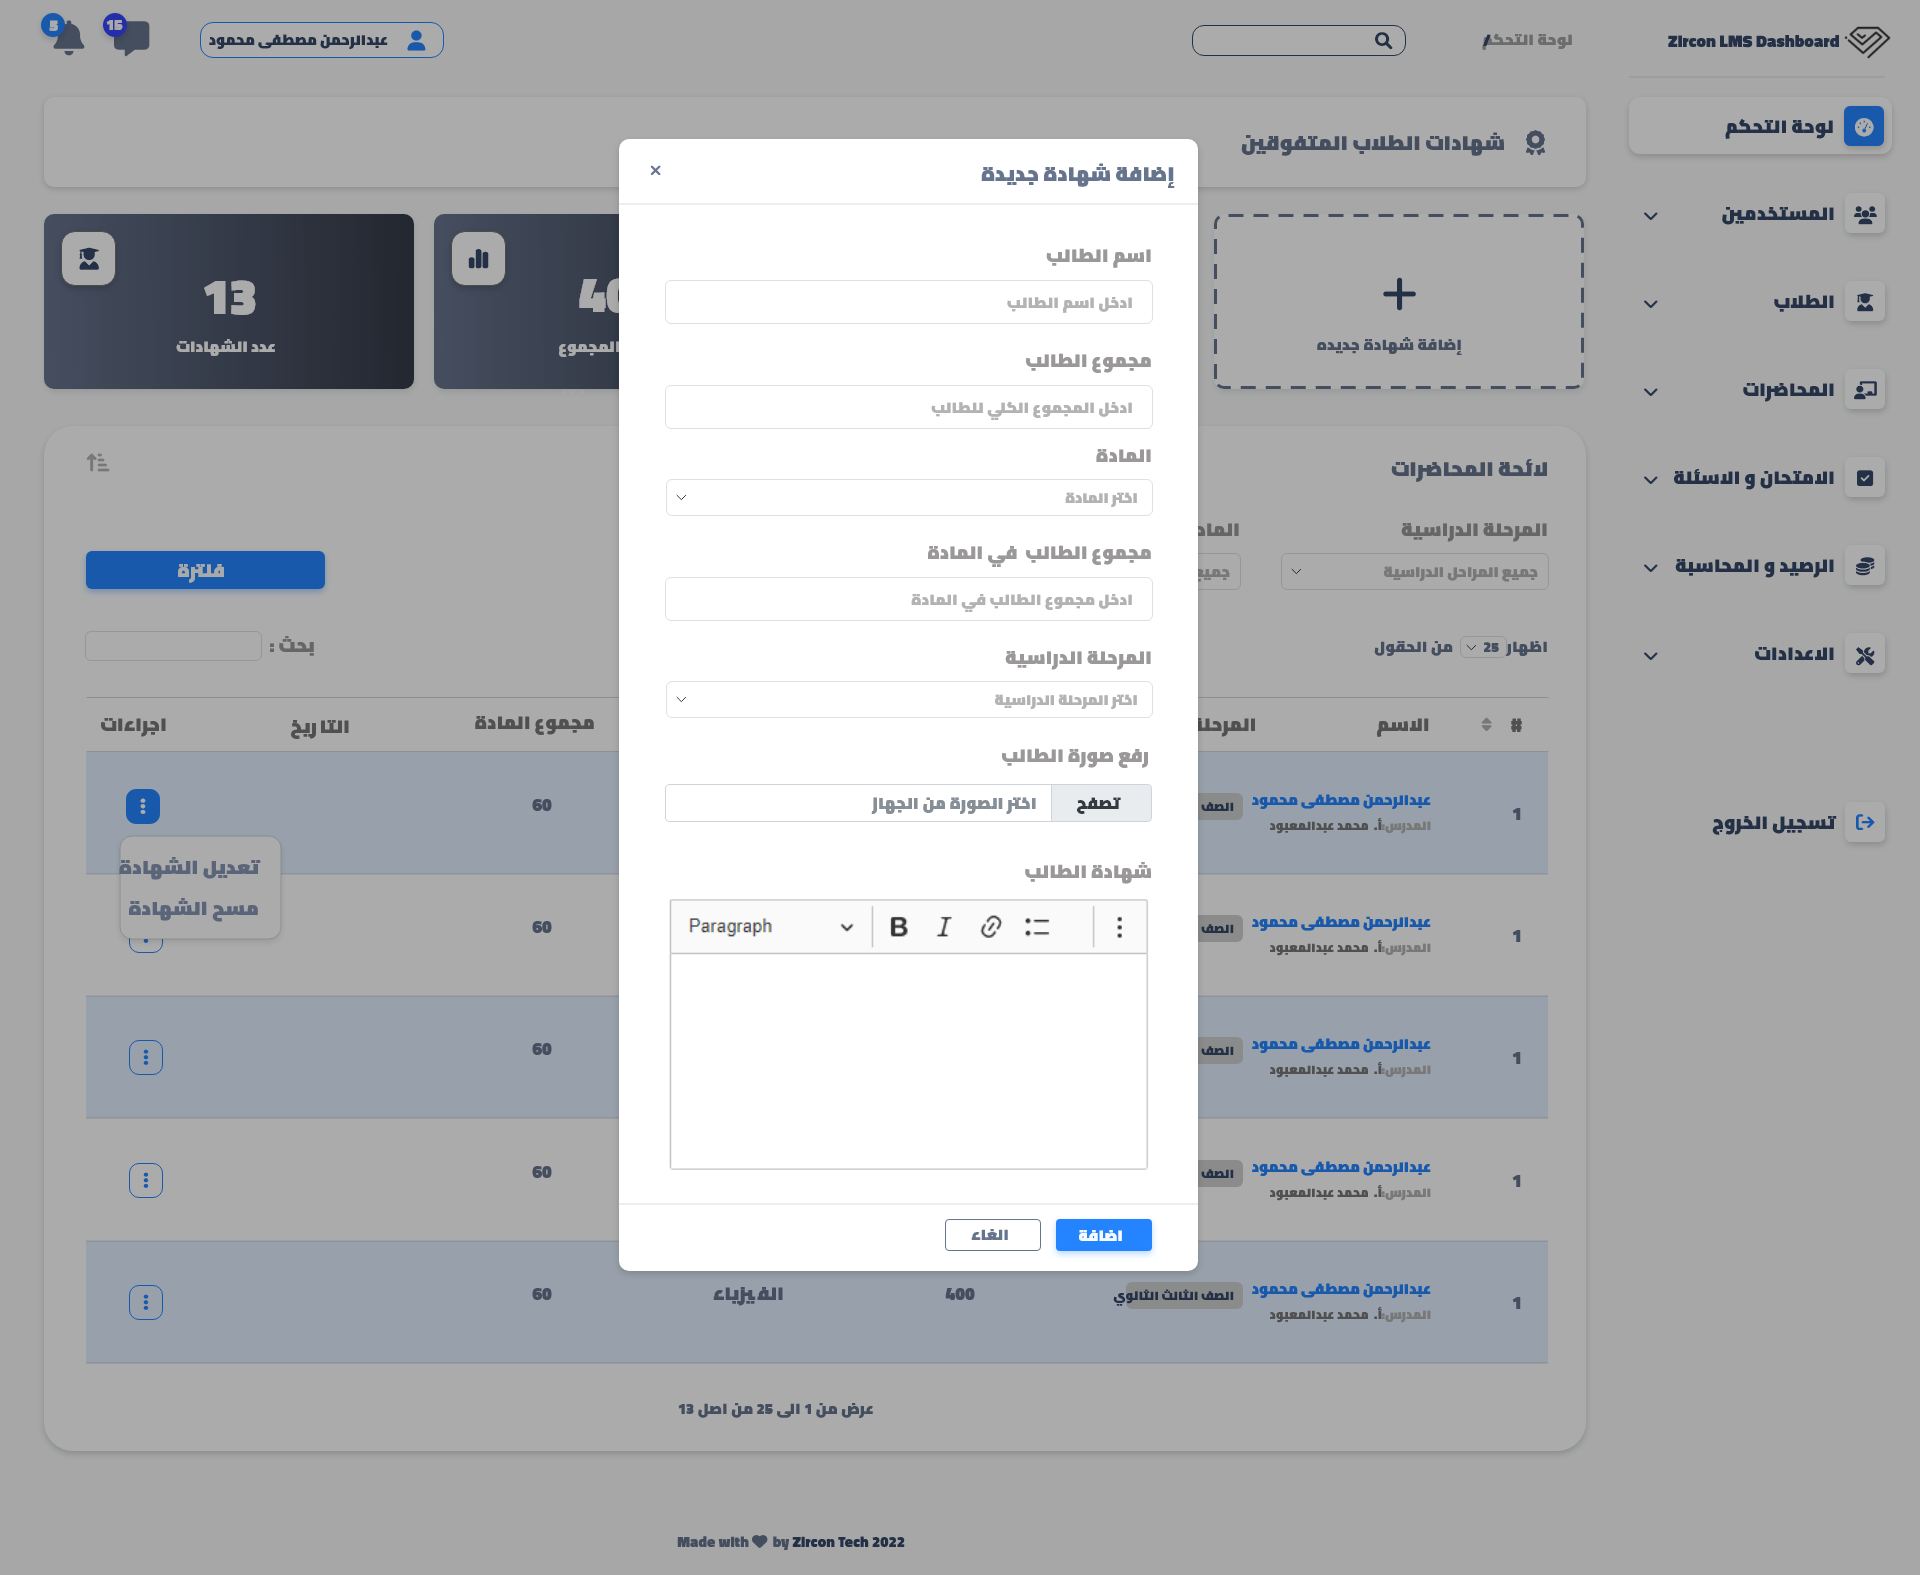 Zircon LMS Dashboard
لوحة التحكم /
عبدالرحمن مصطفى محمود
15
5
لوحة التحكم
المستخدمين
الطلاب
المحاضرات
الامتحان و الاسئلة
الرصيد و المحاسبة
الاعدادات
تسجيل الخروج
شهادات الطلاب المتفوقين
إضافة شهادة جديده
40
المجموع
13
عدد الشهادات
لائحة المحاضرات
المرحلة الدراسية
جميع المراحل الدراسية
الماد
جميع
فلترة
اظهار 25 من الحقول
بحث :
# الاسم المرحلة مجموع المادة التاريخ اجراءات
1 عبدالرحمن مصطفى محمود الصف 60
المدرس:أ. محمد عبدالمعبود
تعديل الشهادة
مسح الشهادة
1 عبدالرحمن مصطفى محمود الصف 60
المدرس:أ. محمد عبدالمعبود
1 عبدالرحمن مصطفى محمود الصف 60
المدرس:أ. محمد عبدالمعبود
1 عبدالرحمن مصطفى محمود الصف 60
المدرس:أ. محمد عبدالمعبود
1 عبدالرحمن مصطفى محمود الصف الثالث الثانوي 400 الفيزياء 60
المدرس:أ. محمد عبدالمعبود
عرض من 1 الى 25 من اصل 13
Made with ❤ by Zircon Tech 2022
إضافة شهادة جديدة ×
اسم الطالب
ادخل اسم الطالب
مجموع الطالب
ادخل المجموع الكلي للطالب
المادة
اختر المادة
مجموع الطالب في المادة
ادخل مجموع الطالب في المادة
المرحلة الدراسية
اختر المرحلة الدراسية
رفع صورة الطالب
تصفح اختر الصورة من الجهاز
شهادة الطالب
Paragraph B I
اضافة
الغاء